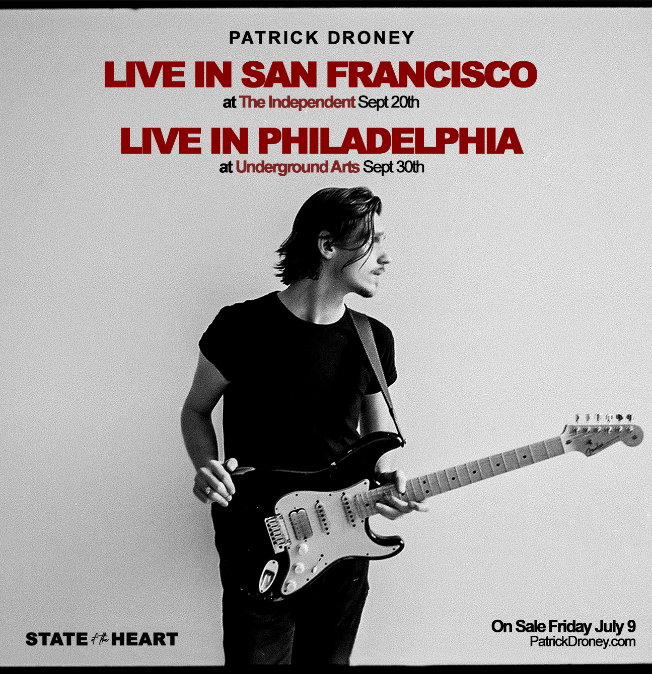 PATRICK DRONEY
LIVE IN SAN FRANCISCO
at The Independent Sept 20th
LIVE IN PHILADELPHIA
at Underground Arts Sept 30th
Fender
STATE of the HEART
On Sale Friday July 9
PatrickDroney.com